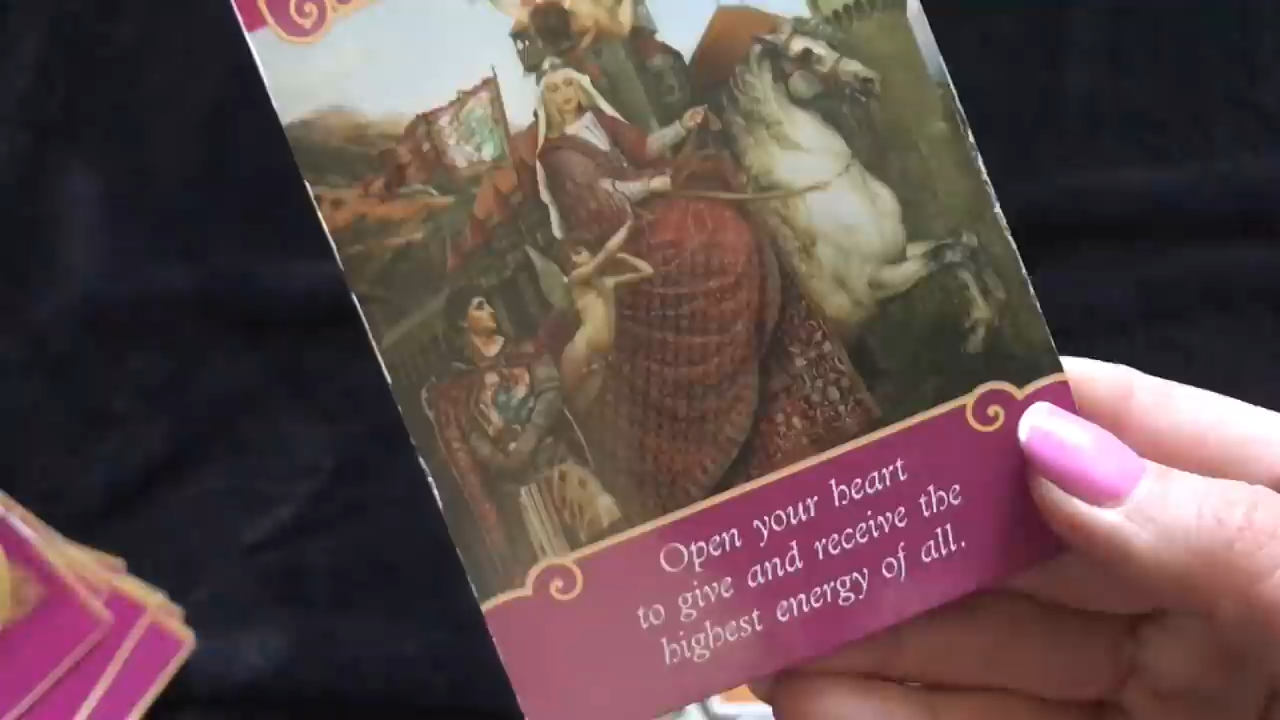 Open your heart
to give and receive the
highest energy of all.